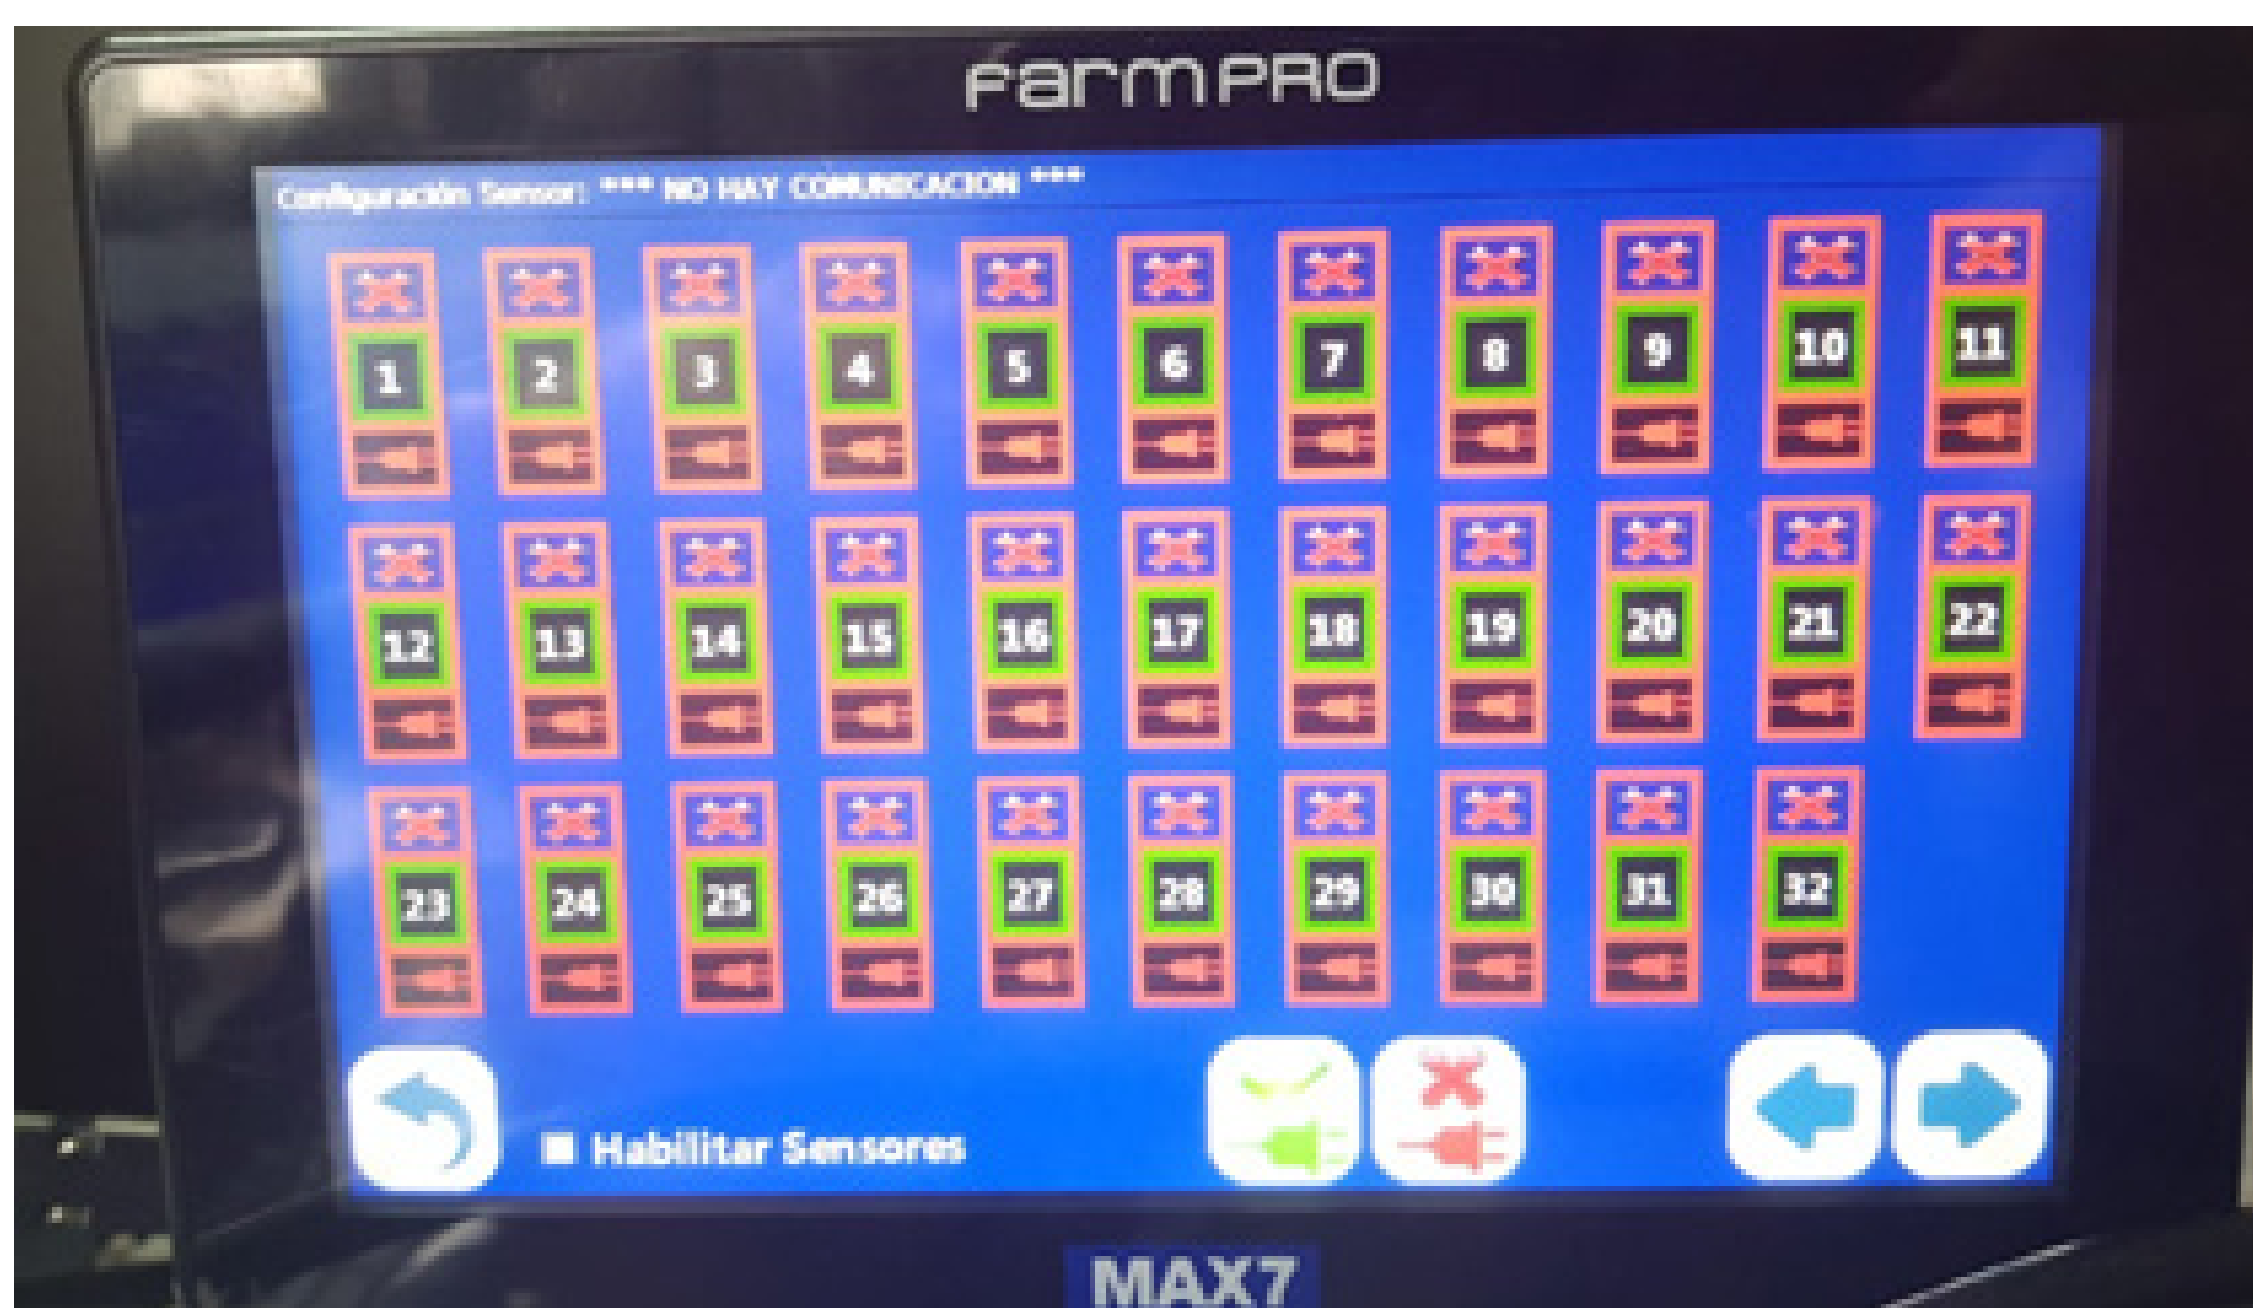 FarmPRO
Configuración Sensor: *** NO HAY COMUNICACION ***
1 2 3 4 5 6 7 8 9 10 11
12 13 14 15 16 17 18 19 20 21 22
23 24 25 26 27 28 29 30 31 32
Habilitar Sensores
MAX7